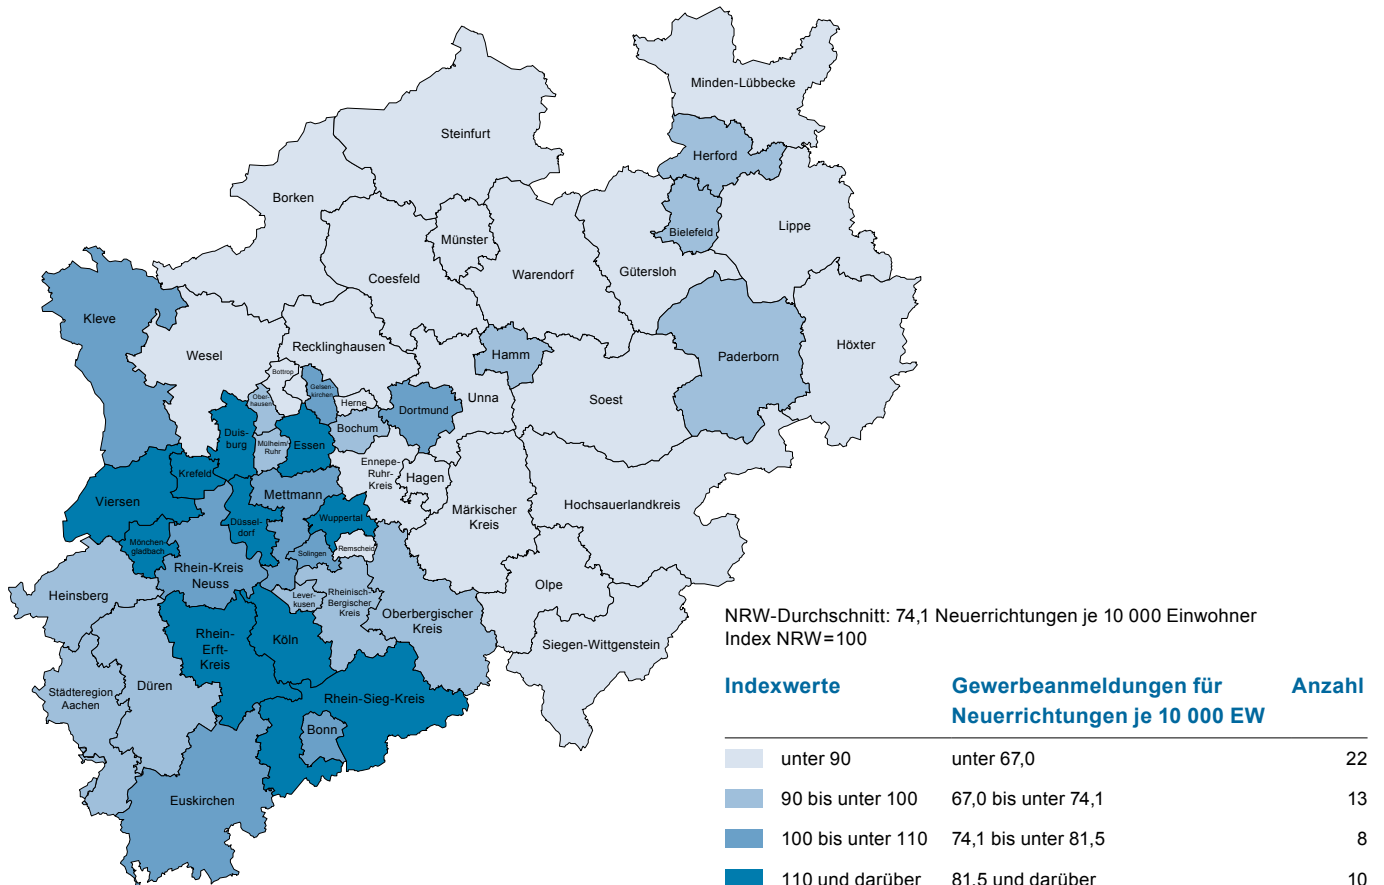 Minden-Lübbecke
Steinfurt
Herford
Borken
Lippe
Bielefeld
Münster
Warendorf
Gütersloh
Coesfeld
Kleve
Höxter
Wesel
Recklinghausen
Hamm
Paderborn
Bottrop
Gelsen-
kirchen
Ober-
hausen
Herne
Unna
Soest
Dortmund
Bochum
Duis-
burg
Mülheim/
Ruhr
Essen
Ennepe-
Ruhr-
Kreis
Hagen
Krefeld
Mettmann
Viersen
Märkischer
Kreis
Hochsauerlandkreis
Düssel-
dorf
Wuppertal
Mönchen-
gladbach
Solingen
Remscheid
Rhein-Kreis
Neuss
Olpe
Heinsberg
Lever-
kusen
Rheinisch-
Bergischer
Kreis
Oberbergischer
Kreis
Rhein-
Erft-
Kreis
Köln
Siegen-Wittgenstein
Düren
Städteregion
Aachen
Rhein-Sieg-Kreis
Bonn
Euskirchen
NRW-Durchschnitt: 74,1 Neuerrichtungen je 10 000 Einwohner
Index NRW=100
Indexwerte Gewerbeanmeldungen für Anzahl
Neuerrichtungen je 10 000 EW
unter 90 unter 67,0 22
90 bis unter 100 67,0 bis unter 74,1 13
100 bis unter 110 74,1 bis unter 81,5 8
110 und darüber 81,5 und darüber 10